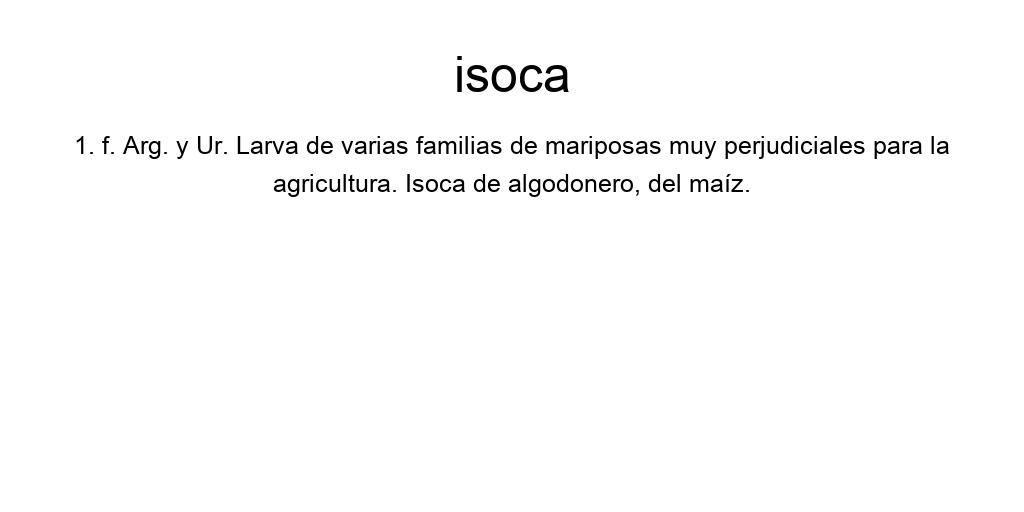 isoca
1. f. Arg. y Ur. Larva de varias familias de mariposas muy perjudiciales para la
agricultura. Isoca de algodonero, del maíz.